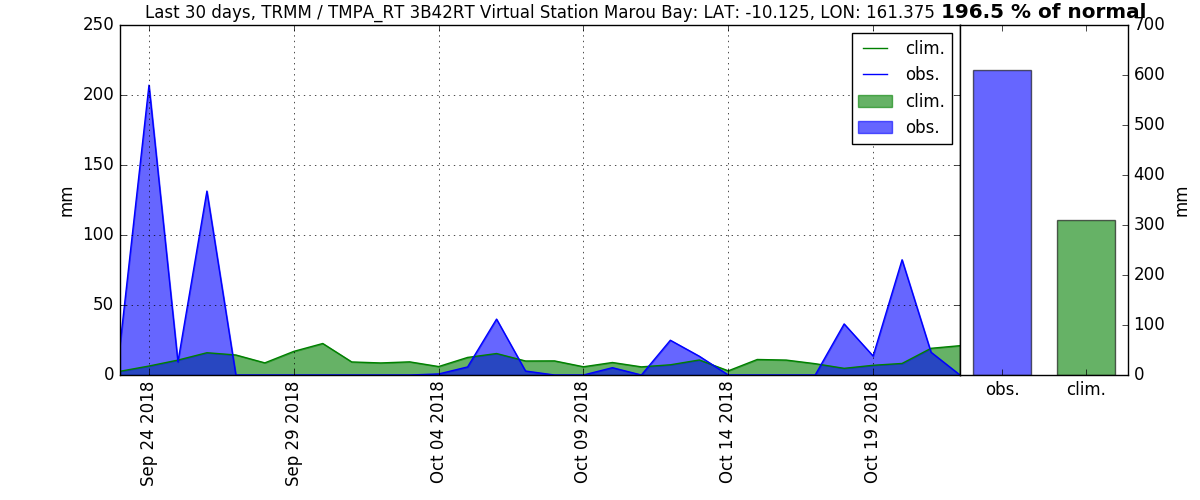 Last 30 days, TRMM / TMPA_RT 3B42RT Virtual Station Marou Bay: LAT: -10.125, LON: 161.375 196.5 % of normal
250
200
150
100
50
0
mm
clim.
obs.
clim.
obs.
700
600
500
400
300
200
100
0
mm
obs.
clim.
Sep 24 2018
Sep 29 2018
Oct 04 2018
Oct 09 2018
Oct 14 2018
Oct 19 2018